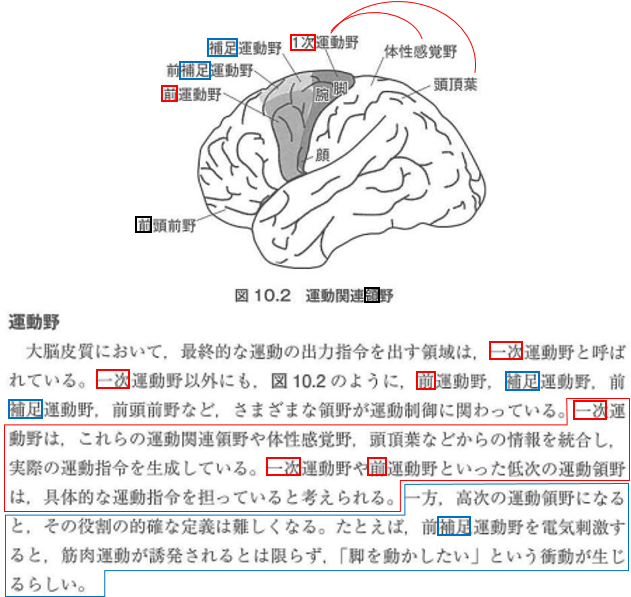 補足運動野
1次運動野
体性感覚野
前補足運動野
頭頂葉
前運動野
脚
腕
顔
前頭前野
図 10.2 運動関連領野
運動野
大脳皮質において，最終的な運動の出力指令を出す領域は，一次運動野と呼ば
れている。一次運動野以外にも，図 10.2 のように，前運動野，補足運動野，前
補足運動野，前頭前野など，さまざまな領野が運動制御に関わっている。一次運
動野は，これらの運動関連領野や体性感覚野，頭頂葉などからの情報を統合し，
実際の運動指令を生成している。一次運動野や前運動野といった低次の運動領野
は，具体的な運動指令を担っていると考えられる。一方，高次の運動領野になる
と，その役割の的確な定義は難しくなる。たとえば，前補足運動野を電気刺激す
ると，筋肉運動が誘発されるとは限らず，「脚を動かしたい」という衝動が生じ
るらしい。